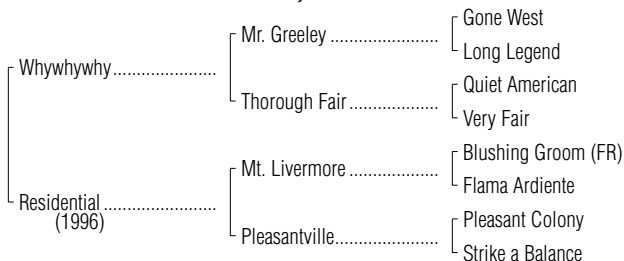 Gone West
Mr. Greeley ....................
Long Legend
Whywhywhy....................
Quiet American
Thorough Fair....................
Very Fair
Blushing Groom (FR)
Mt. Livermore ....................
Flama Ardiente
Residential ....................
(1996)
Pleasant Colony
Pleasantville....................
Strike a Balance